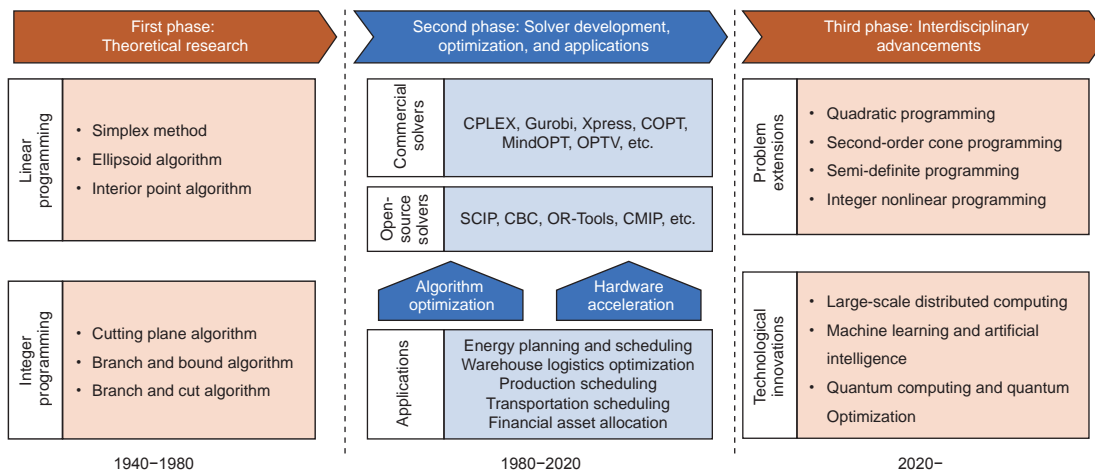 First phase:
Theoretical research
Linear
programming
• Simplex method
• Ellipsoid algorithm
• Interior point algorithm
Integer
programming
• Cutting plane algorithm
• Branch and bound algorithm
• Branch and cut algorithm
1940−1980
Second phase: Solver development,
optimization, and applications
Commercial
solvers
CPLEX, Gurobi, Xpress, COPT,
MindOPT, OPTV, etc.
Open-
source
solvers
SCIP, CBC, OR-Tools, CMIP, etc.
Algorithm
optimization
Hardware
acceleration
Applications
Energy planning and scheduling
Warehouse logistics optimization
Production scheduling
Transportation scheduling
Financial asset allocation
1980−2020
Third phase: Interdisciplinary
advancements
Problem
extensions
• Quadratic programming
• Second-order cone programming
• Semi-definite programming
• Integer nonlinear programming
Technological
innovations
• Large-scale distributed computing
• Machine learning and artificial
intelligence
• Quantum computing and quantum
Optimization
2020−